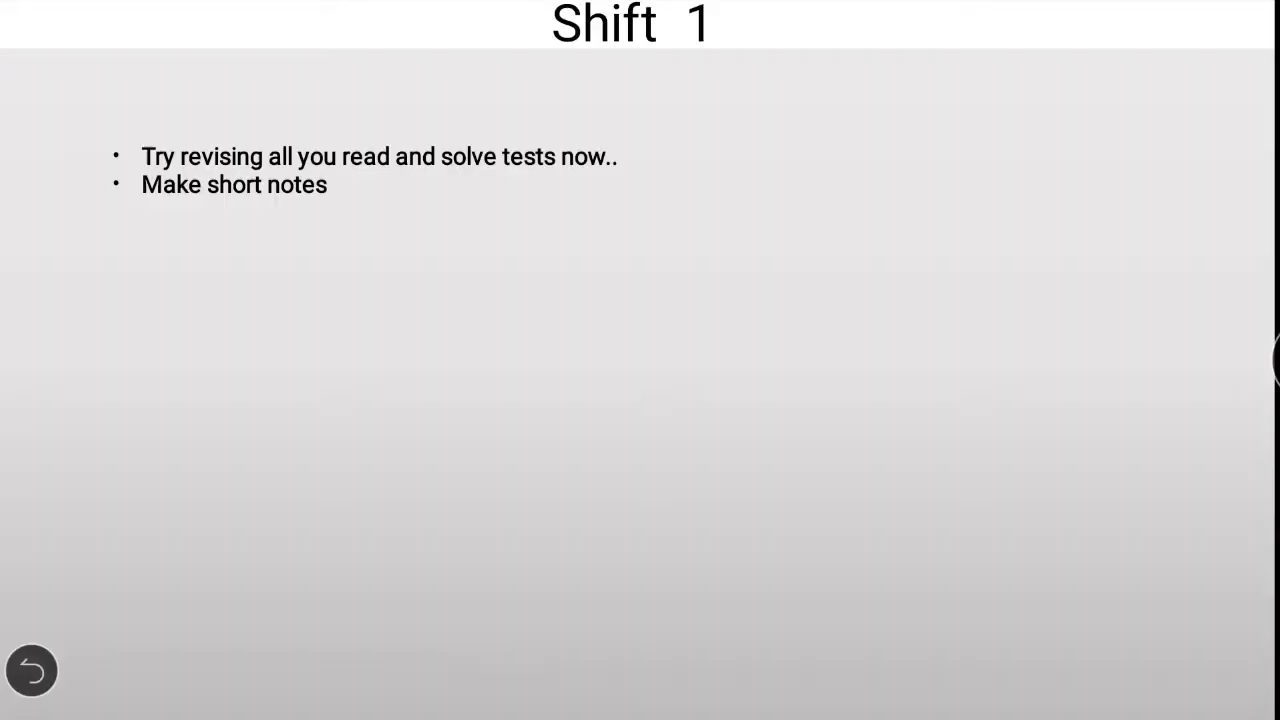 Shift 1
• Try revising all you read and solve tests now..
• Make short notes